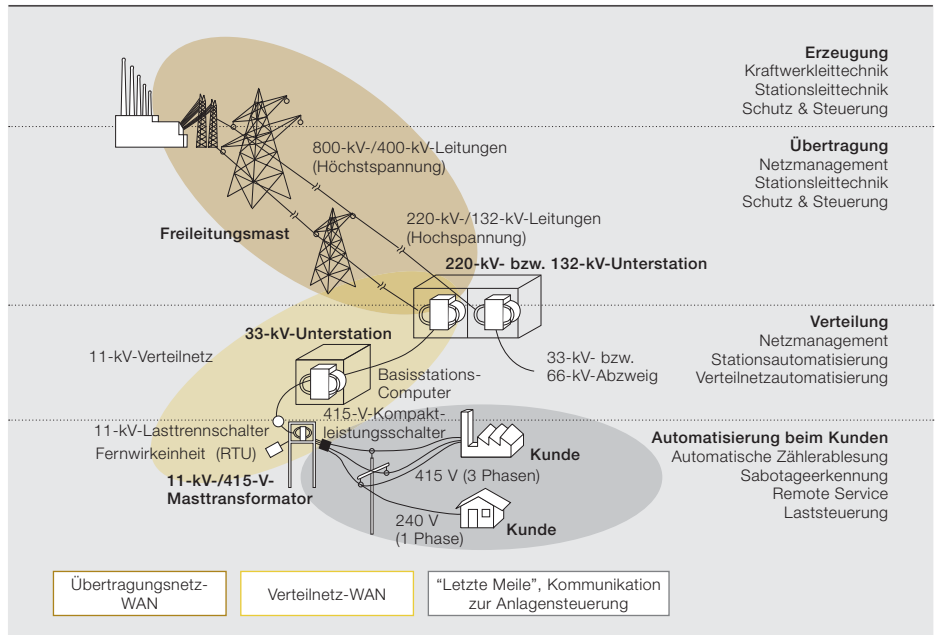 Erzeugung
Kraftwerkleittechnik
Stationsleittechnik
Schutz & Steuerung
800-kV-/400-kV-Leitungen
(Höchstspannung)
Übertragung
Netzmanagement
Stationsleittechnik
Schutz & Steuerung
Freileitungsmast
220-kV-/132-kV-Leitungen
(Hochspannung)
220-kV- bzw. 132-kV-Unterstation
33-kV-Unterstation
11-kV-Verteilnetz
Basisstations-
Computer
33-kV- bzw.
66-kV-Abzweig
Verteilung
Netzmanagement
Stationsautomatisierung
Verteilnetzautomatisierung
415-V-Kompakt-
leistungsschalter
11-kV-Lasttrennschalter
Fernwirkeinheit (RTU)
11-kV-/415-V-
Masttransformator
Kunde
415 V (3 Phasen)
240 V
(1 Phase)
Kunde
Automatisierung beim Kunden
Automatische Zählerablesung
Sabotageerkennung
Remote Service
Laststeuerung
Übertragungsnetz-
WAN
Verteilnetz-WAN
“Letzte Meile”, Kommunikation
zur Anlagensteuerung